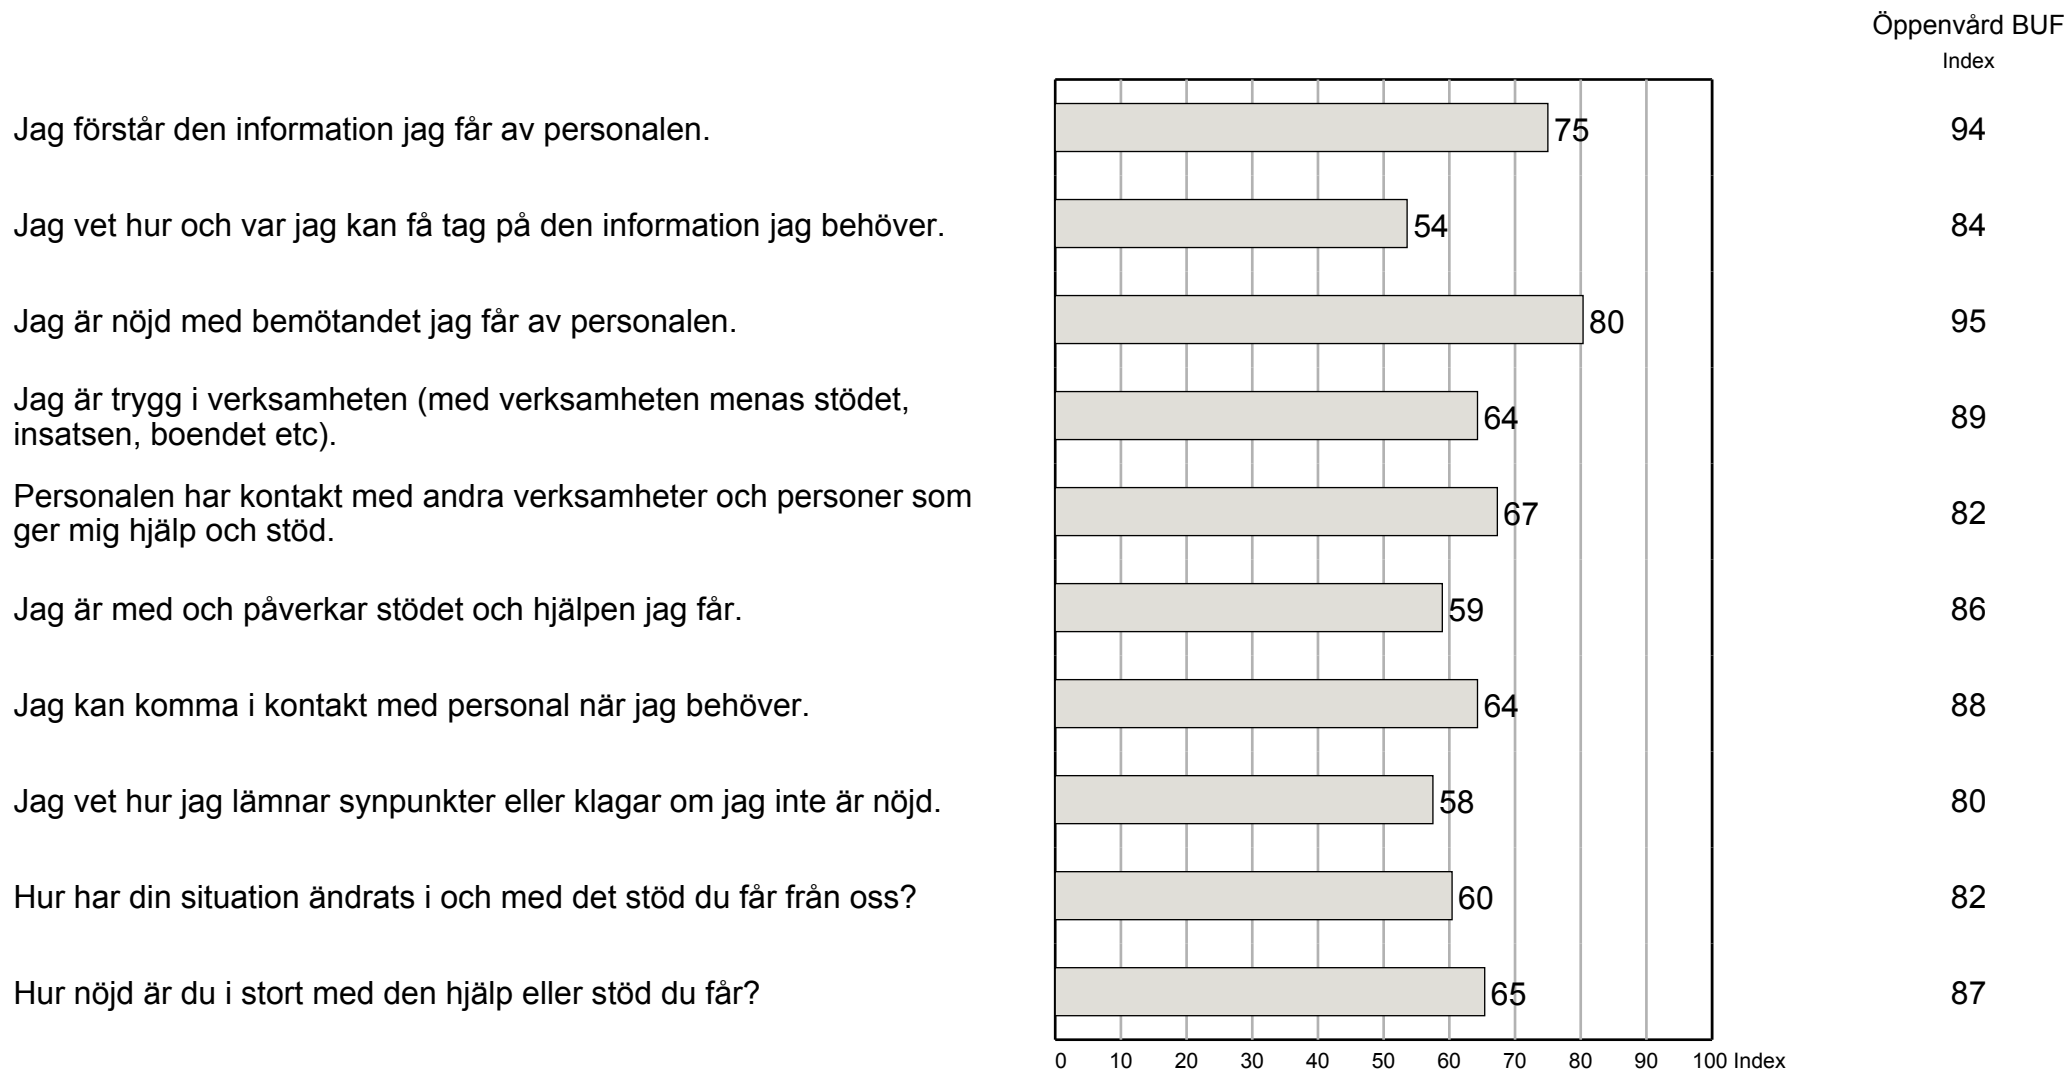 Öppenvård BUF
Index
Jag förstår den information jag får av personalen.
75
94
Jag vet hur och var jag kan få tag på den information jag behöver.
54
84
Jag är nöjd med bemötandet jag får av personalen.
80
95
Jag är trygg i verksamheten (med verksamheten menas stödet,
insatsen, boendet etc).
64
89
Personalen har kontakt med andra verksamheter och personer som
ger mig hjälp och stöd.
67
82
Jag är med och påverkar stödet och hjälpen jag får.
59
86
Jag kan komma i kontakt med personal när jag behöver.
64
88
Jag vet hur jag lämnar synpunkter eller klagar om jag inte är nöjd.
58
80
Hur har din situation ändrats i och med det stöd du får från oss?
60
82
Hur nöjd är du i stort med den hjälp eller stöd du får?
65
87
0 10 20 30 40 50 60 70 80 90 100 Index